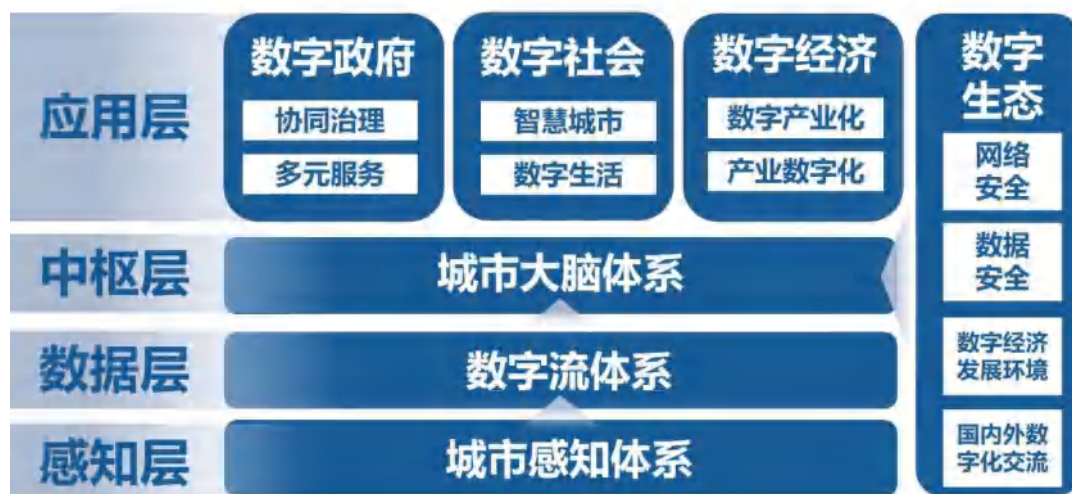 应用层
数字政府
协同治理
多元服务
数字社会
智慧城市
数字生活
数字经济
数字产业化
产业数字化
中枢层
城市大脑体系
数据层
数字流体系
感知层
城市感知体系
数字
生态
网络
安全
数据
安全
数字经济
发展环境
国内外数
字化交流